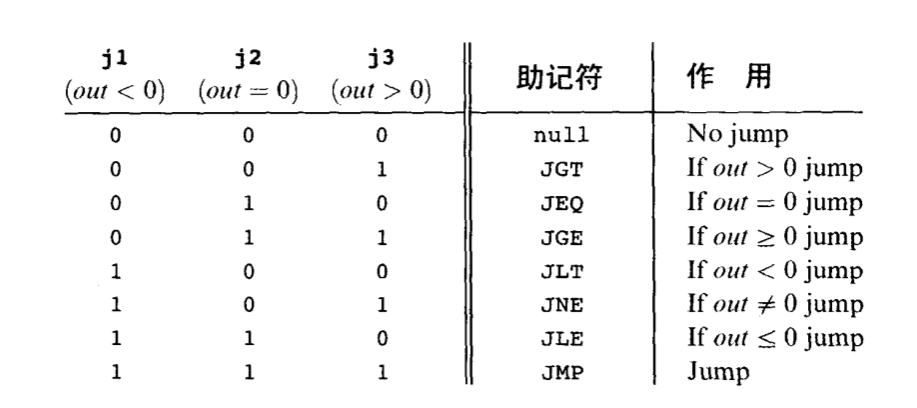 j1 j2 j3 助记符 作 用
(out < 0) (out = 0) (out > 0)
0 0 0 null No jump
0 0 1 JGT If out > 0 jump
0 1 0 JEQ If out = 0 jump
0 1 1 JGE If out ≥ 0 jump
1 0 0 JLT If out < 0 jump
1 0 1 JNE If out ≠ 0 jump
1 1 0 JLE If out ≤ 0 jump
1 1 1 JMP Jump